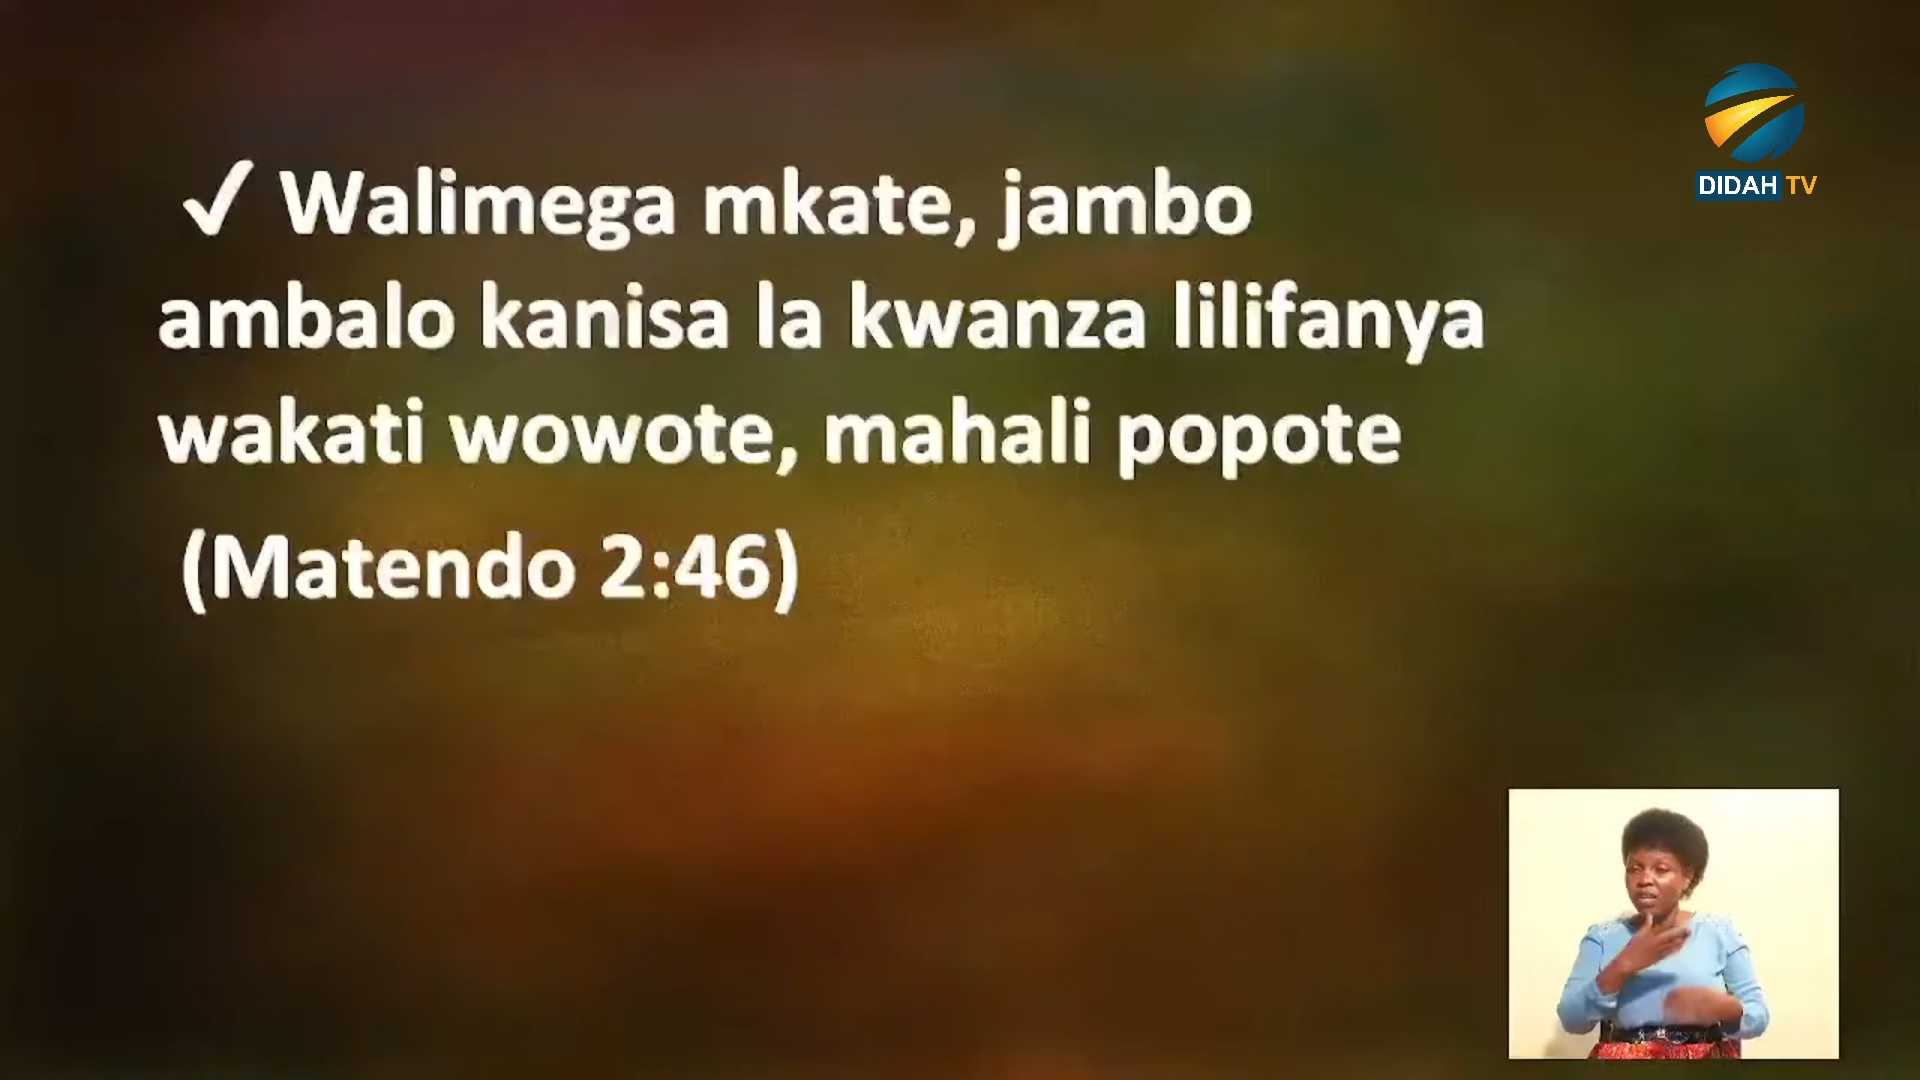 ✓ Walimega mkate, jambo
ambalo kanisa la kwanza lilifanya
wakati wowote, mahali popote
(Matendo 2:46)
DIDAH TV